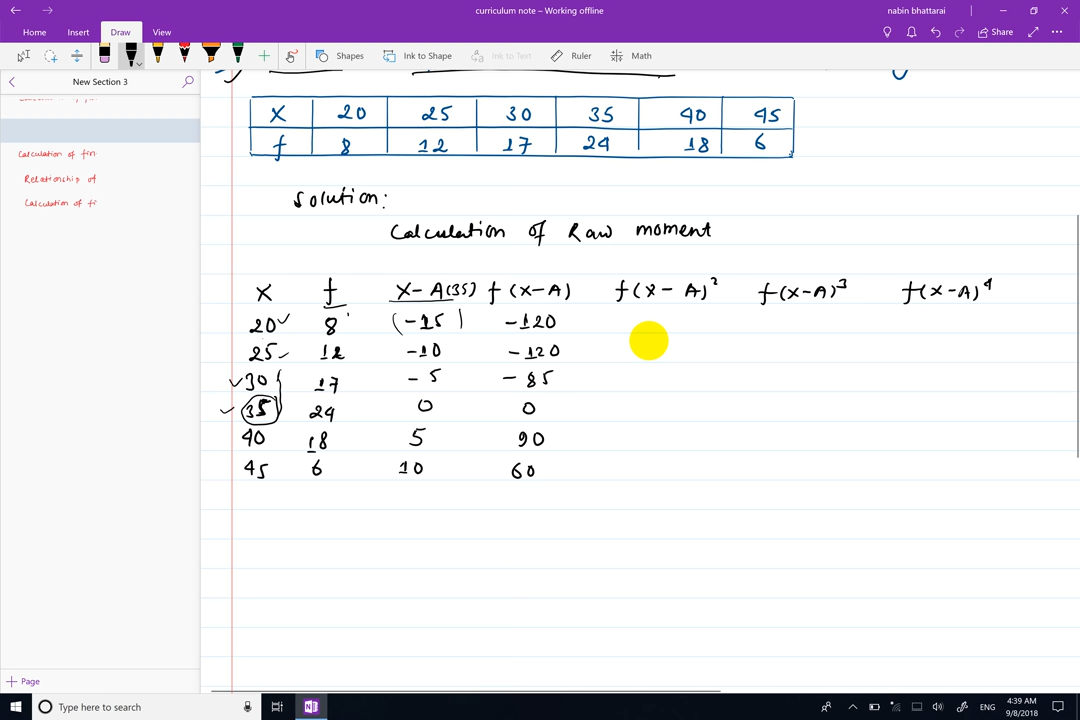 curriculum note – Working offline
nabin bhattarai
Home Insert Draw View
Share
Shapes Ink to Shape Ink to Text Ruler Math
New Section 3
X 20 25 30 35 40 45
f 8 12 17 24 18 6
Calculation of fin
Relationship of
Calculation of fi
Solution:
Calculation of Raw moment
X f X-A(35) f(X-A) f(X-A)² f(X-A)³ f(X-A)⁴
20 8 (-15) -120
25 12 -10 -120
30 17 -5 -85
35 24 0 0
40 18 5 90
45 6 10 60
+ Page
Type here to search
ENG
4:39 AM
9/8/2018